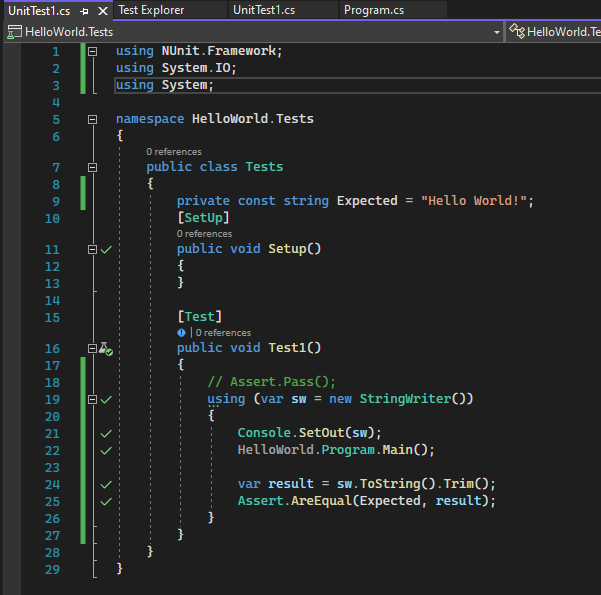 UnitTest1.cs Test Explorer UnitTest1.cs Program.cs
HelloWorld.Tests HelloWorld.Te
1 using NUnit.Framework;
2 using System.IO;
3 using System;
4
5 namespace HelloWorld.Tests
6 {
0 references
7 public class Tests
8 {
9 private const string Expected = "Hello World!";
10 [SetUp]
0 references
11 public void Setup()
12 {
13 }
14
15 [Test]
0 references
16 public void Test1()
17 {
18 // Assert.Pass();
19 using (var sw = new StringWriter())
20 {
21 Console.SetOut(sw);
22 HelloWorld.Program.Main();
23
24 var result = sw.ToString().Trim();
25 Assert.AreEqual(Expected, result);
26 }
27 }
28 }
29 }